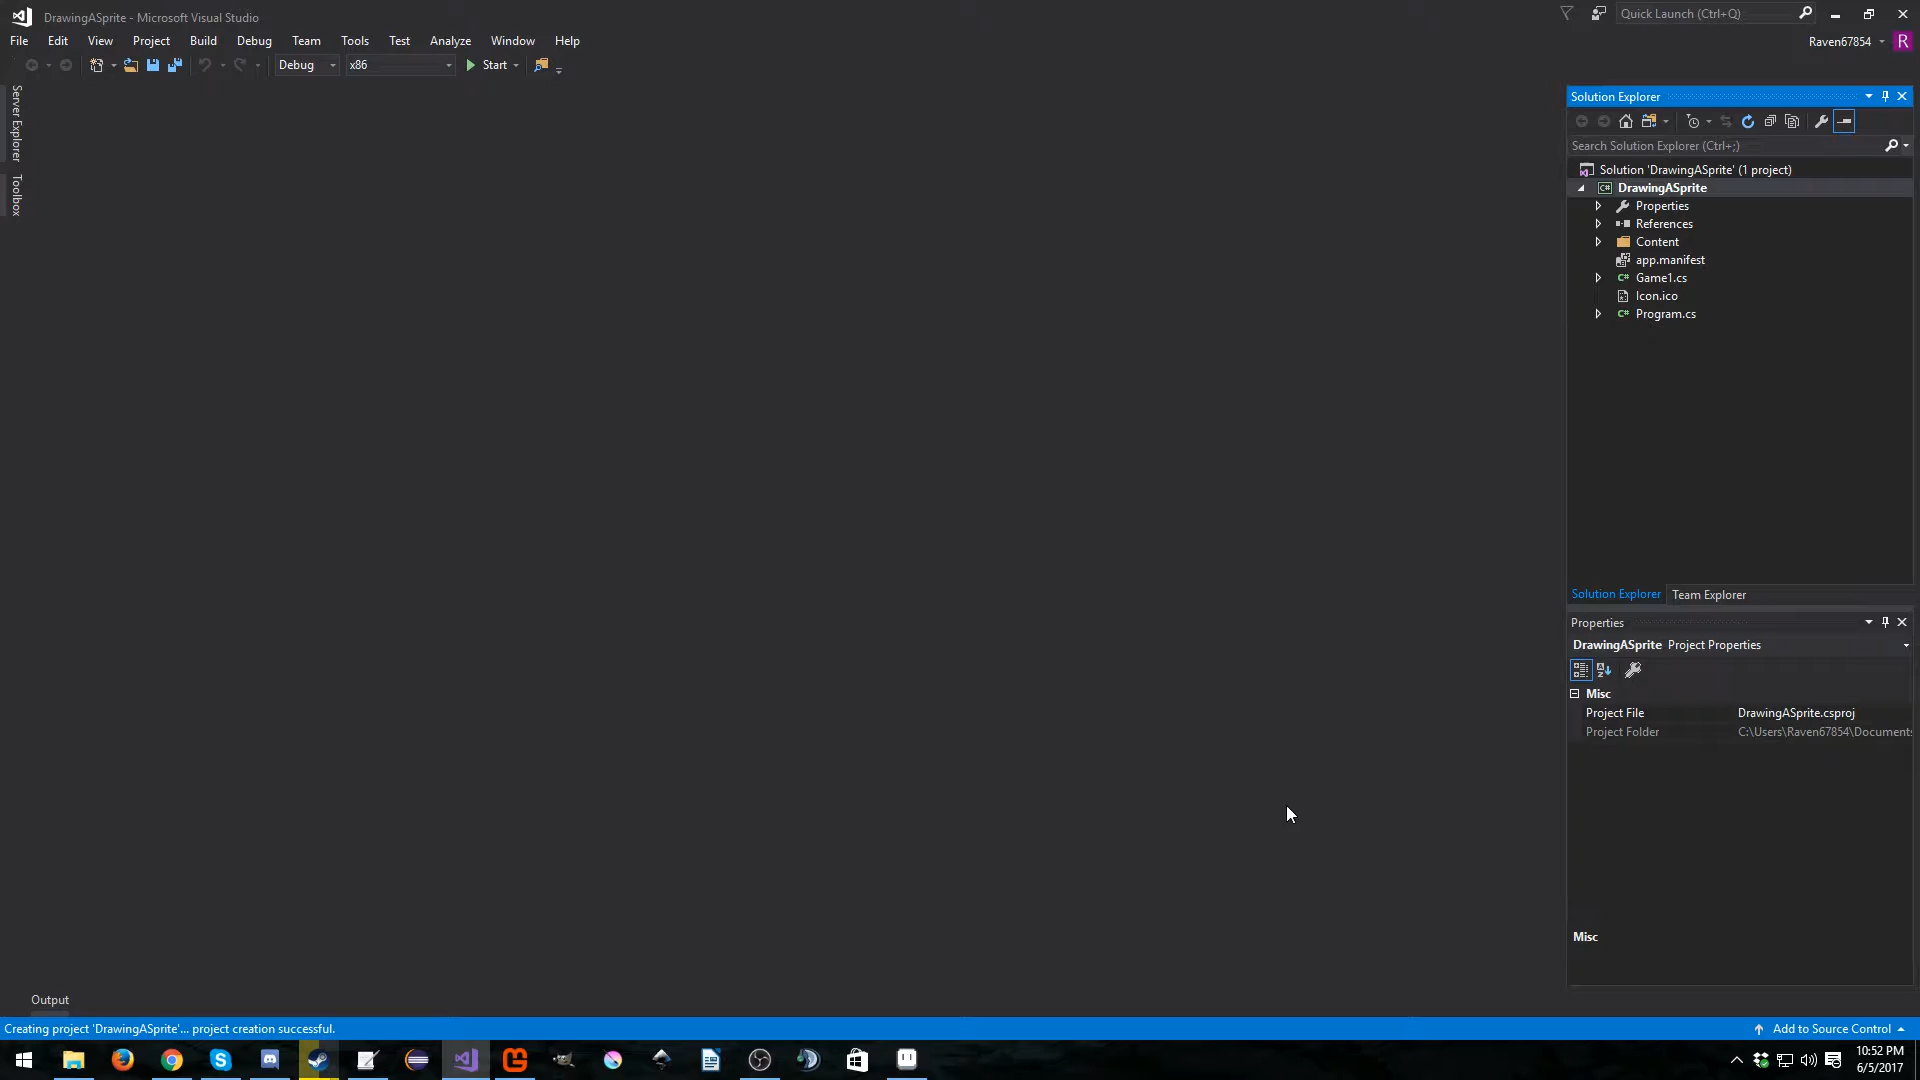 DrawingASprite - Microsoft Visual Studio
Quick Launch (Ctrl+Q)
File Edit View Project Build Debug Team Tools Test Analyze Window Help
Raven67854 R
Debug x86 Start
Server Explorer
Toolbox
Solution Explorer
Search Solution Explorer (Ctrl+;)
Solution 'DrawingASprite' (1 project)
C# DrawingASprite
Properties
References
Content
app.manifest
C# Game1.cs
Icon.ico
C# Program.cs
Solution Explorer Team Explorer
Properties
DrawingASprite Project Properties
Misc
Project File DrawingASprite.csproj
Project Folder C:\Users\Raven67854\Documents
Misc
Output
Creating project 'DrawingASprite'... project creation successful.
Add to Source Control
10:52 PM
6/5/2017